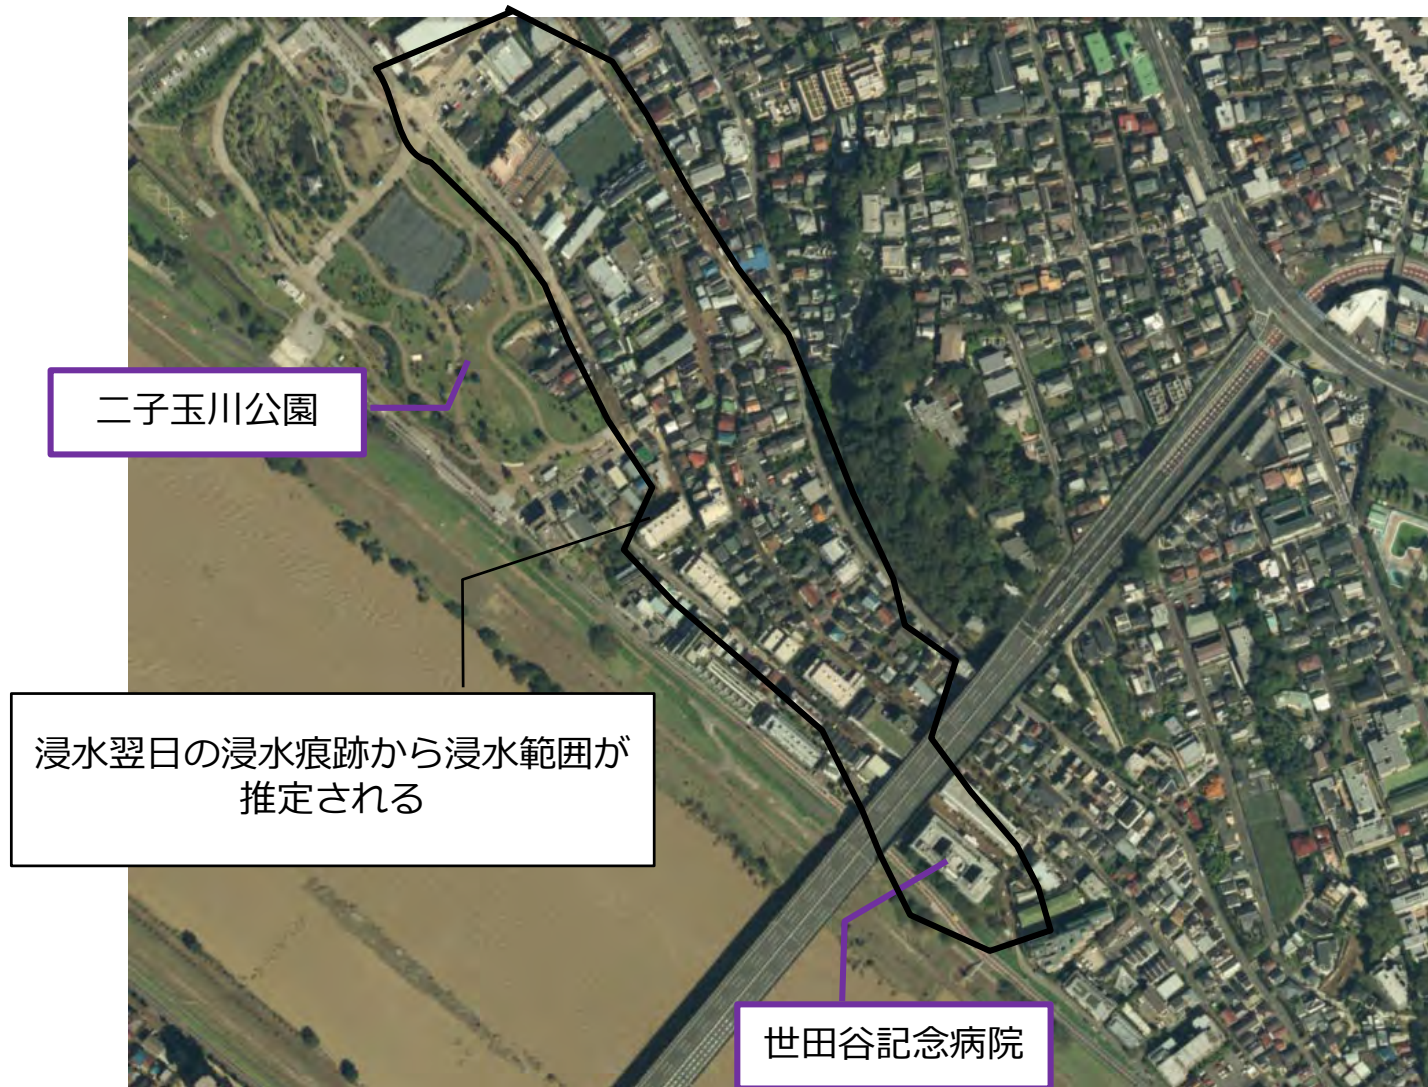 二子玉川公園
浸水翌日の浸水痕跡から浸水範囲が
推定される
世田谷記念病院